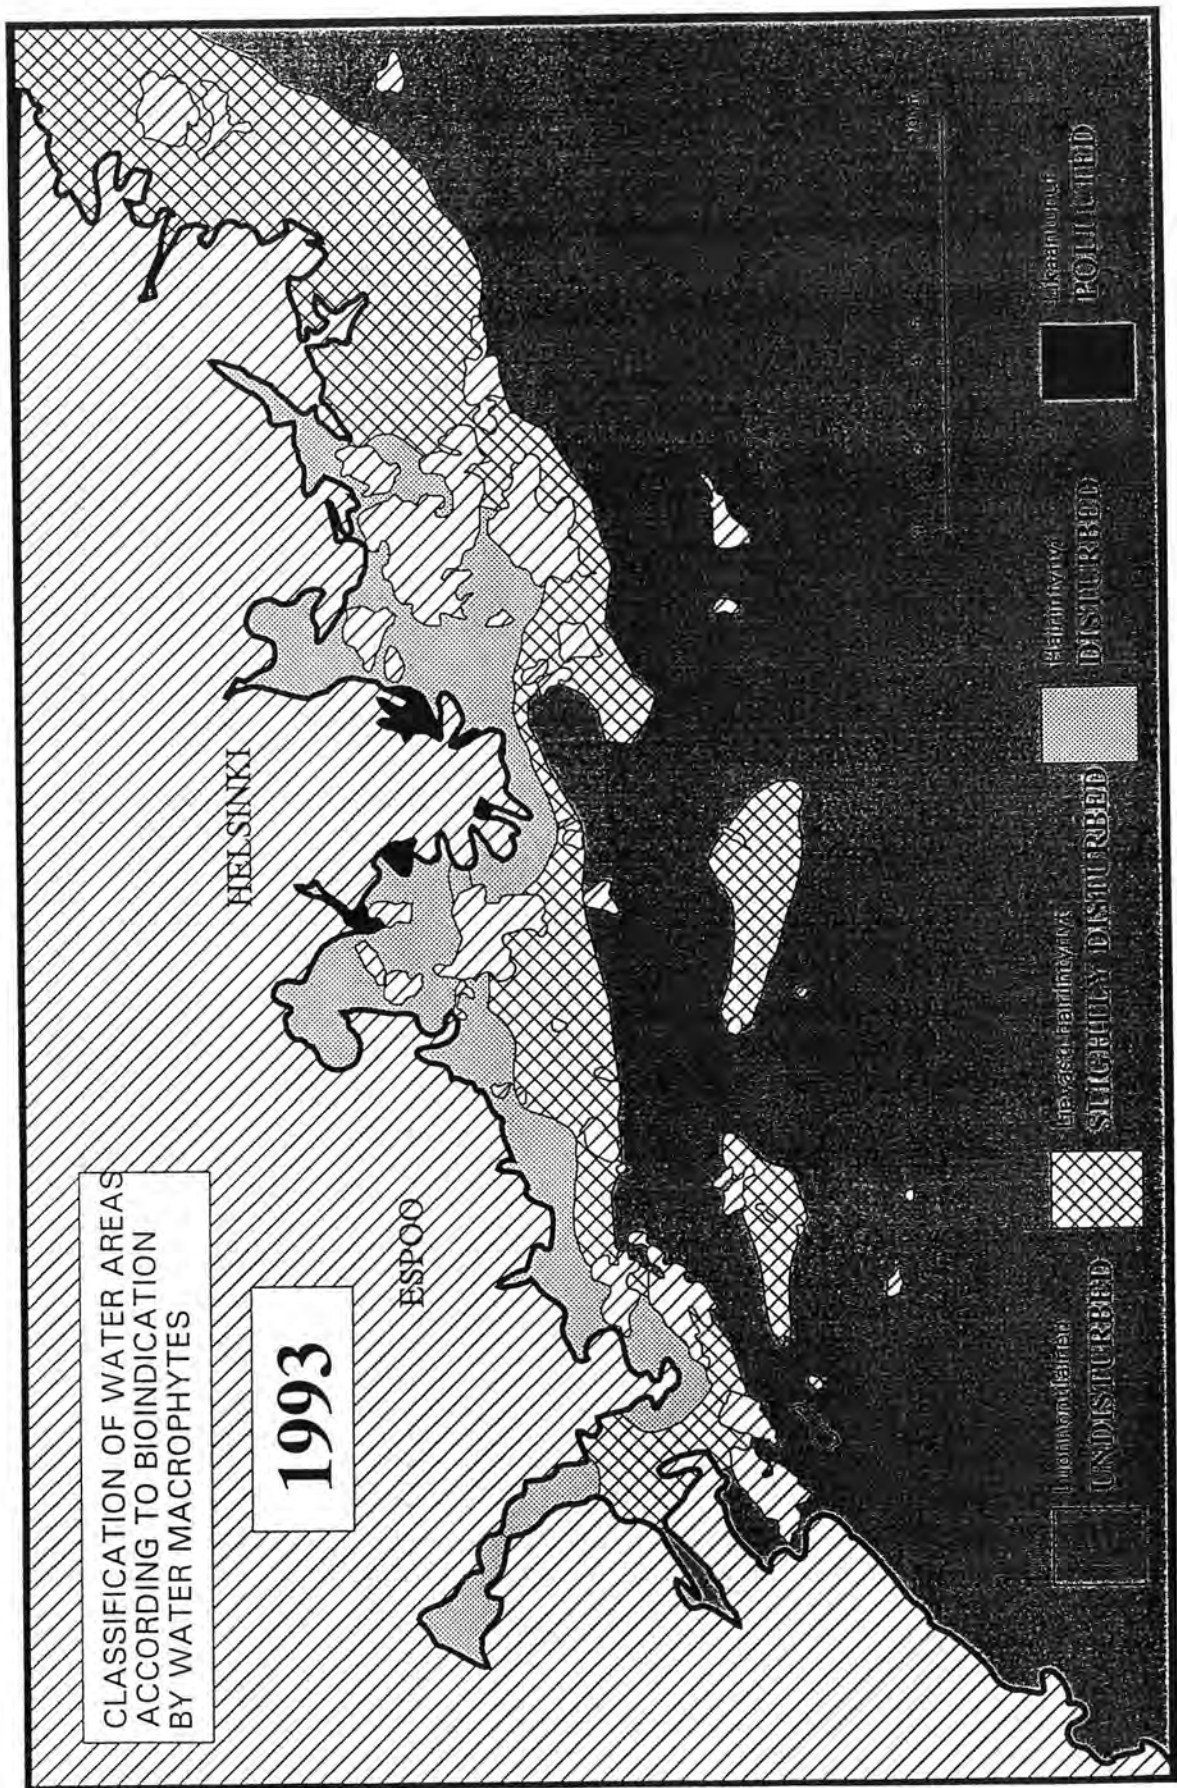 CLASSIFICATION OF WATER AREAS
ACCORDING TO BIOINDICATION
BY WATER MACROPHYTES
1993
HELSINKI
ESPOO
UNDISTURBED
SLIGHTLY DISTURBED
DISTURBED
POLLUTED